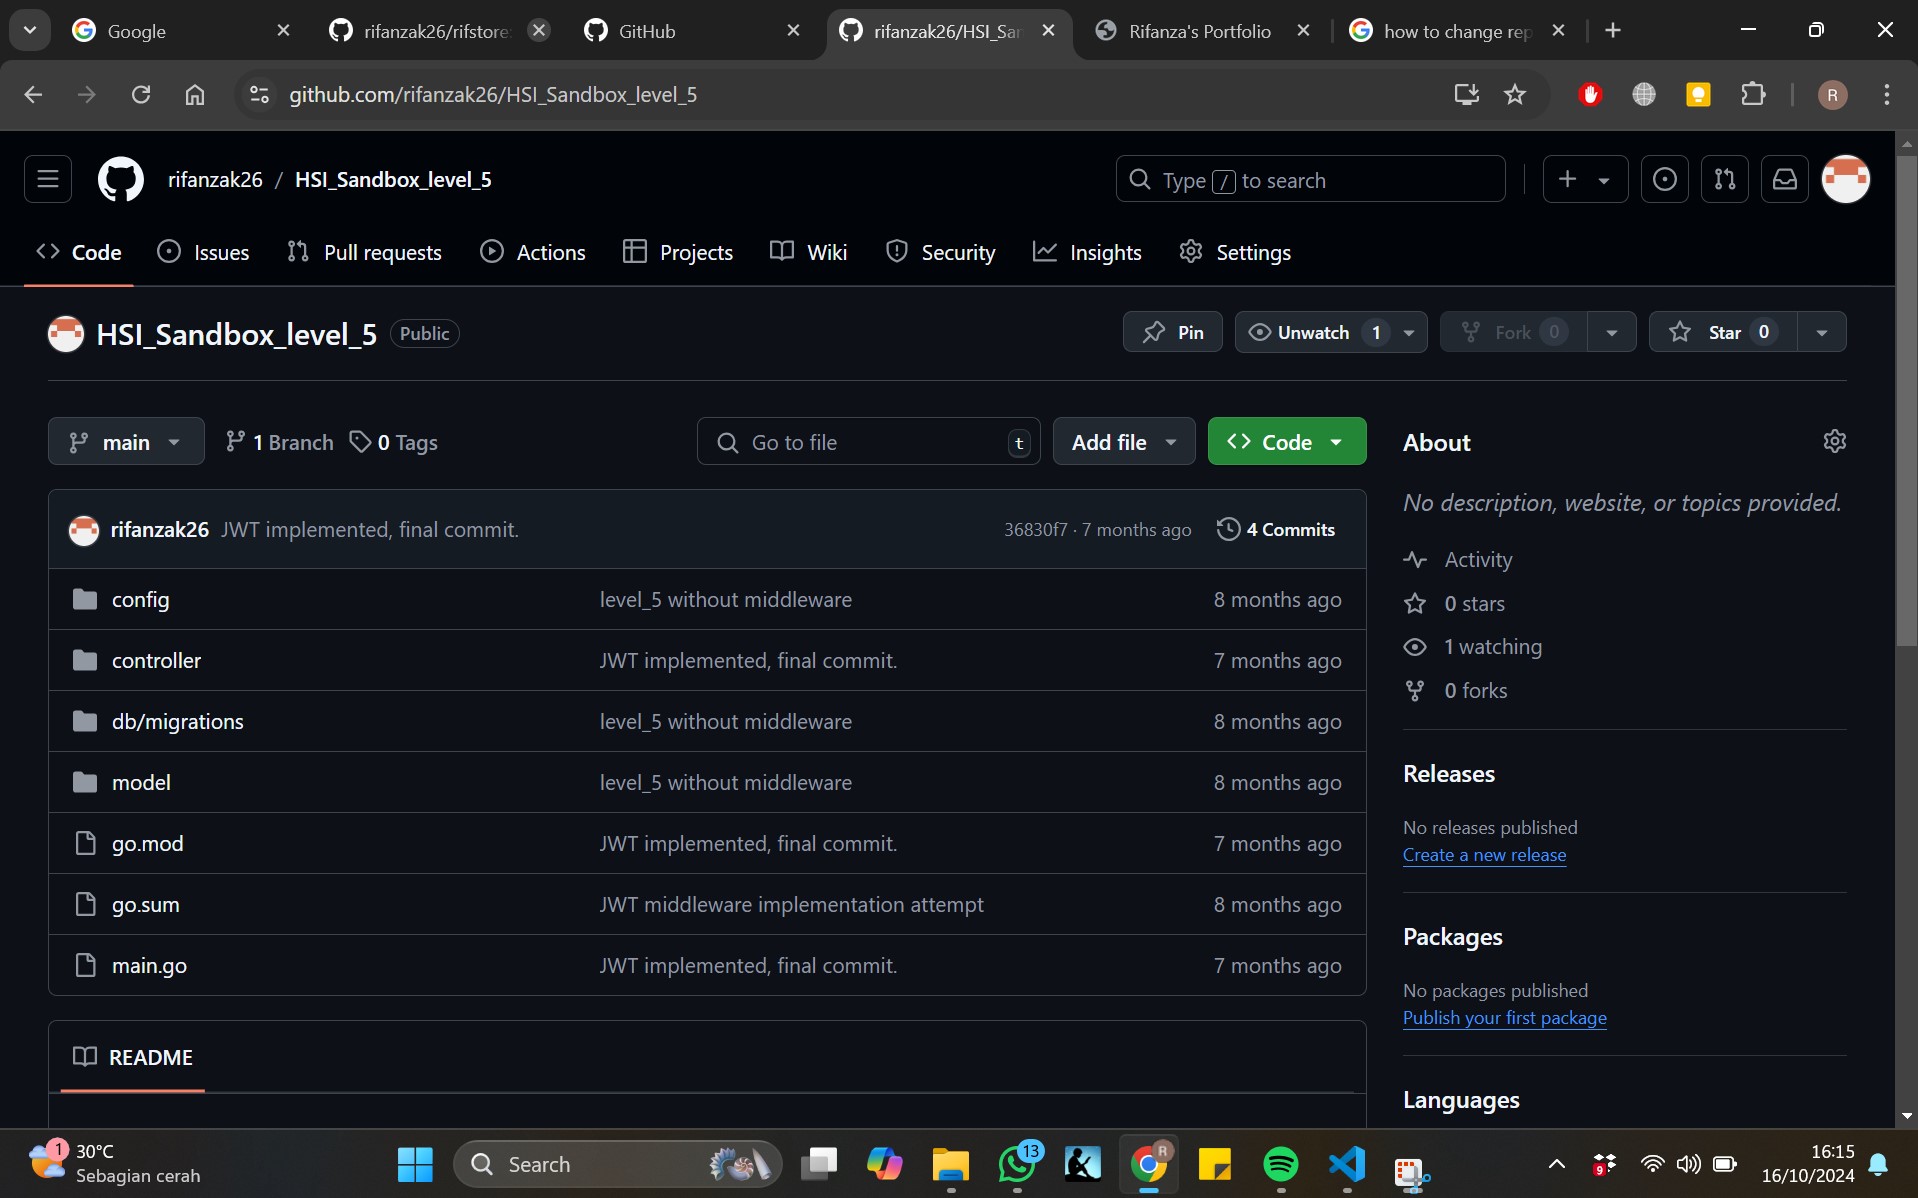 Google
rifanzak26/rifstore:
GitHub
rifanzak26/HSI_San
Rifanza's Portfolio
how to change rep
github.com/rifanzak26/HSI_Sandbox_level_5
R
rifanzak26 / HSI_Sandbox_level_5
Type / to search
Code
Issues
Pull requests
Actions
Projects
Wiki
Security
Insights
Settings
HSI_Sandbox_level_5
Public
Pin
Unwatch 1
Fork 0
Star 0
main
1 Branch
0 Tags
Go to file
t
Add file
Code
About
No description, website, or topics provided.
rifanzak26 JWT implemented, final commit.
36830f7 · 7 months ago
4 Commits
config level_5 without middleware 8 months ago
controller JWT implemented, final commit. 7 months ago
db/migrations level_5 without middleware 8 months ago
model level_5 without middleware 8 months ago
go.mod JWT implemented, final commit. 7 months ago
go.sum JWT middleware implementation attempt 8 months ago
main.go JWT implemented, final commit. 7 months ago
README
Activity
0 stars
1 watching
0 forks
Releases
No releases published
Create a new release
Packages
No packages published
Publish your first package
Languages
1
30°C
Sebagian cerah
Search
13
R
9
16:15
16/10/2024